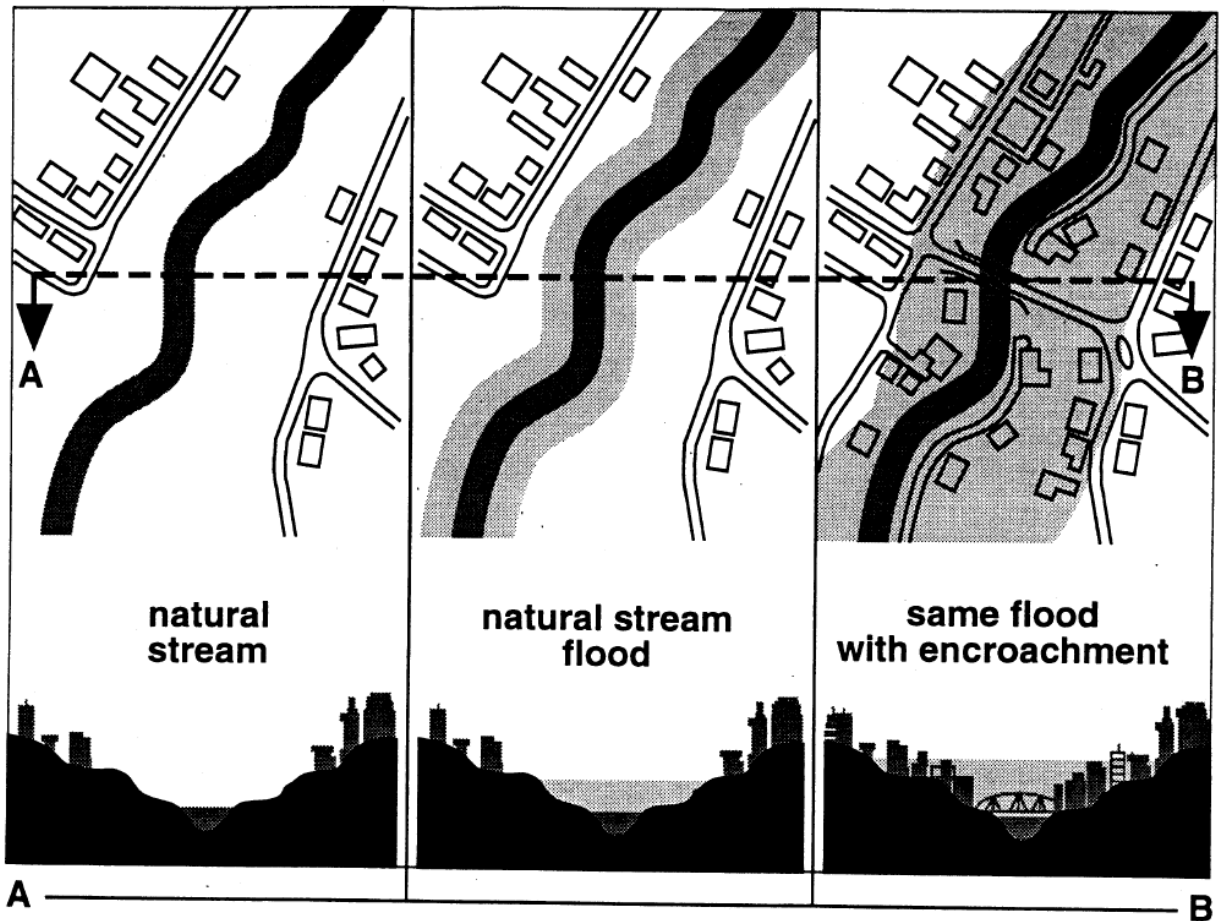 A
B
natural
stream
natural stream
flood
same flood
with encroachment
A
B